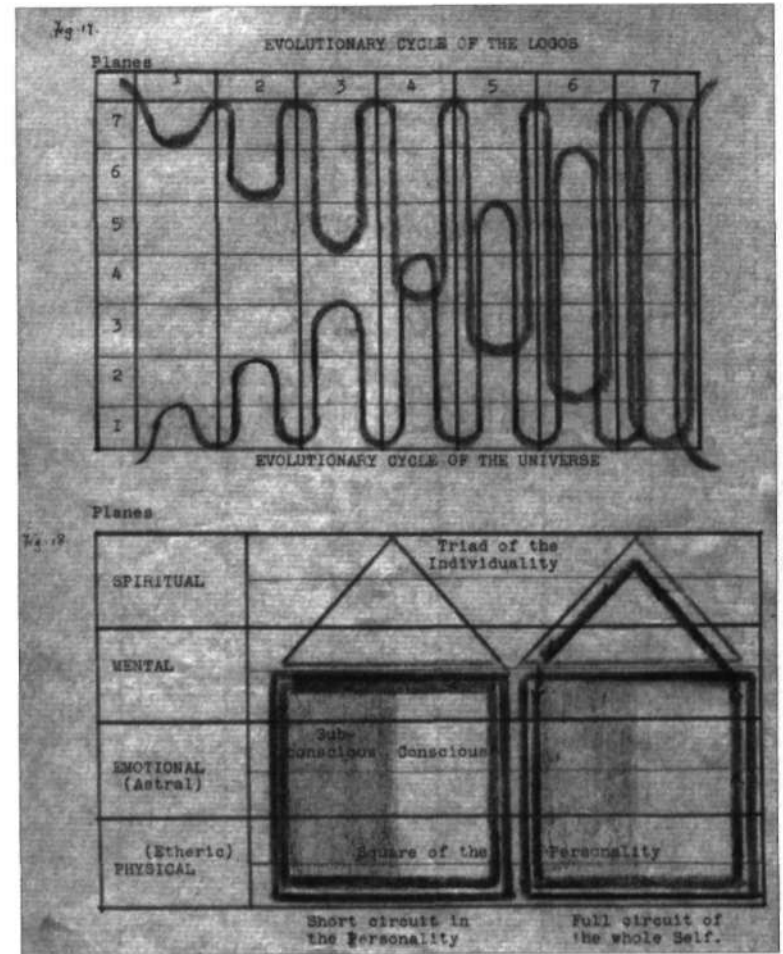 Fig 17.
EVOLUTIONARY CYCLE OF THE LOGOS
Planes
1 2 3 4 5 6 7
7
6
5
4
3
2
I
EVOLUTIONARY CYCLE OF THE UNIVERSE
Planes
Fig. 18
Triad of the
Individuality
SPIRITUAL
MENTAL
Sub-
conscious Conscious
EMOTIONAL
(Astral)
(Etheric) Square of the Personality
PHYSICAL
Short circuit in Full circuit of
the Personality the whole Self.